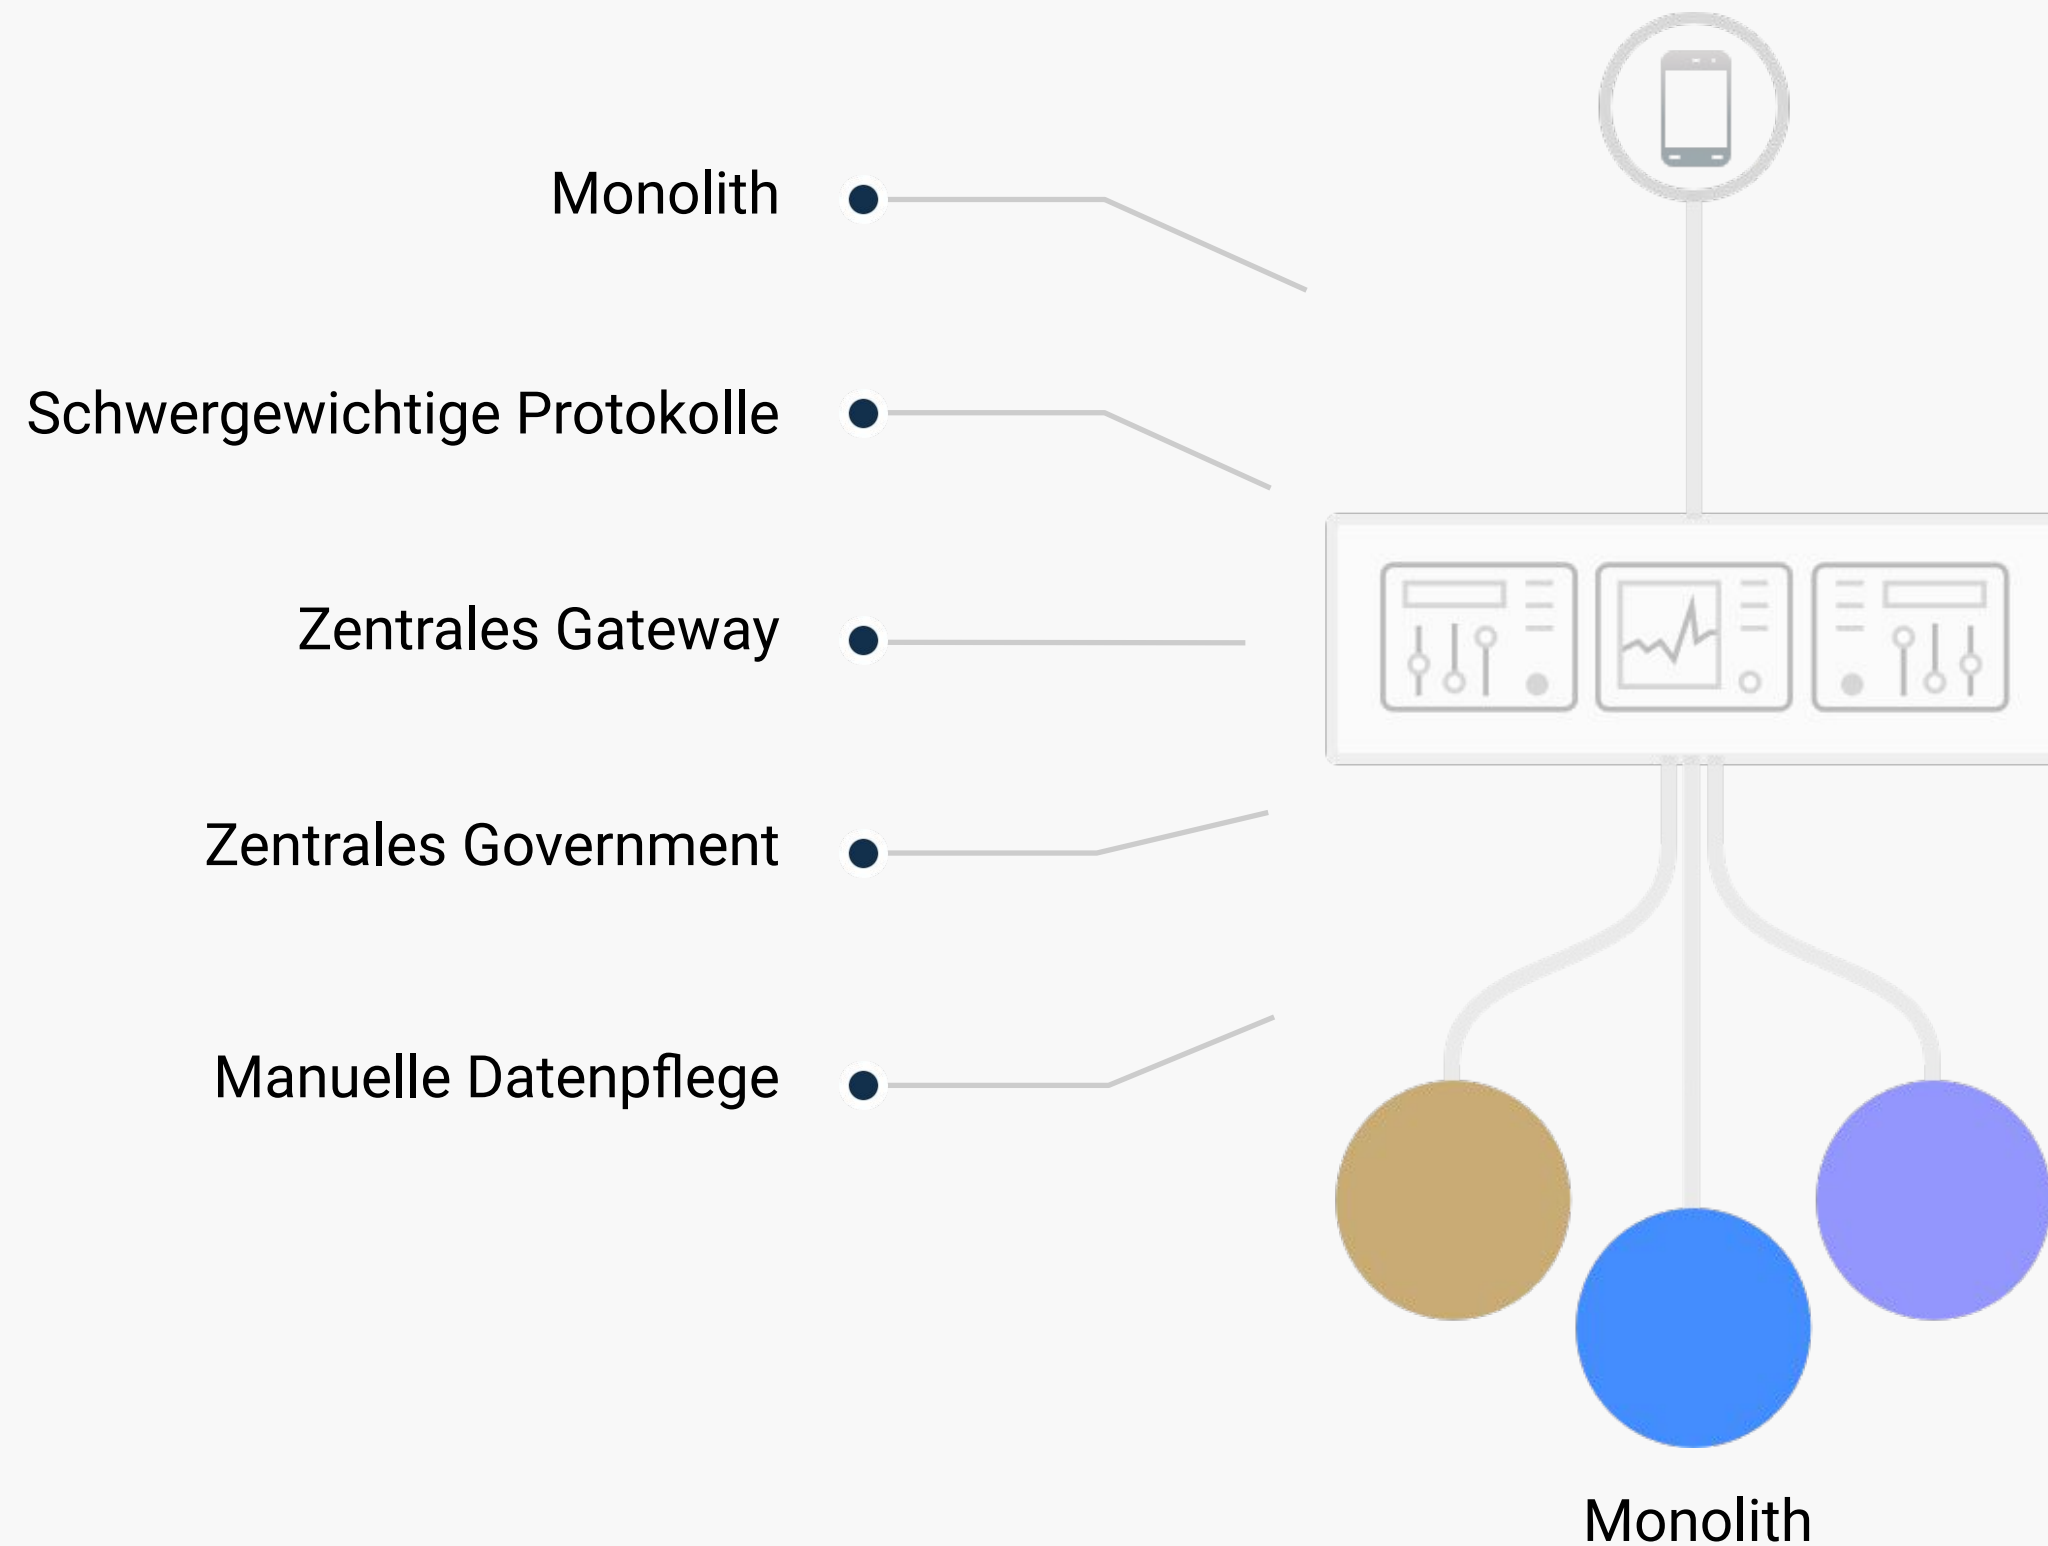 Monolith
Schwergewichtige Protokolle
Zentrales Gateway
Zentrales Government
Manuelle Datenpflege
Monolith